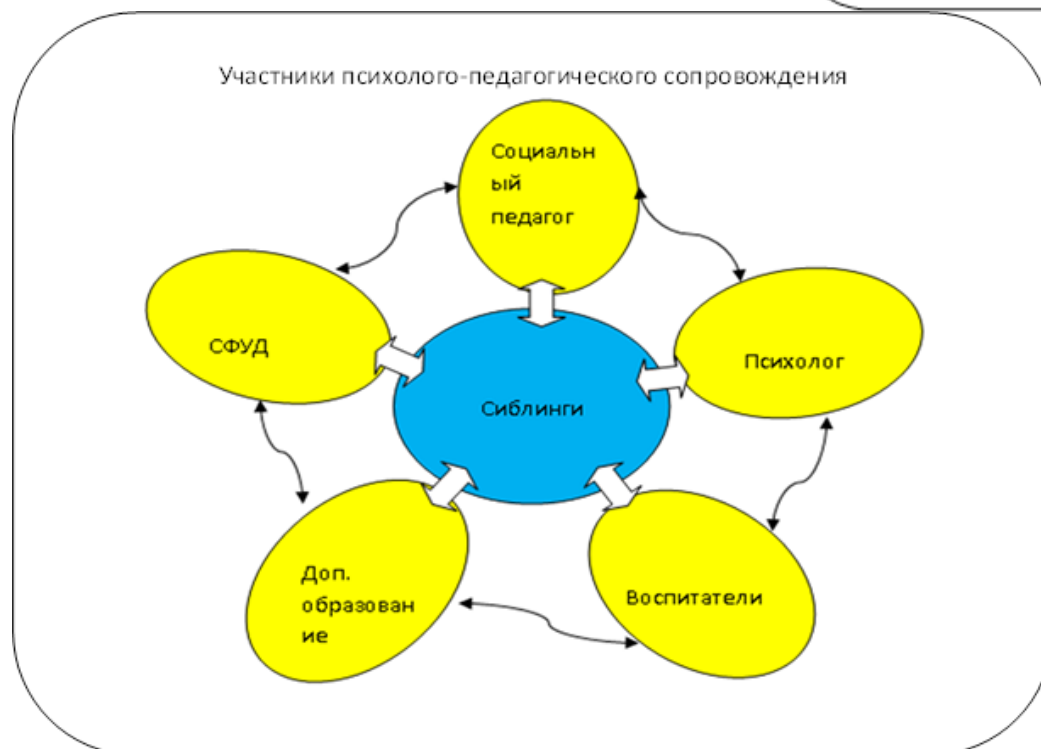 Участники психолого-педагогического сопровождения
Социальн
ый
педагог
СФУД
Психолог
Сиблинги
Доп.
образован
ие
Воспитатели